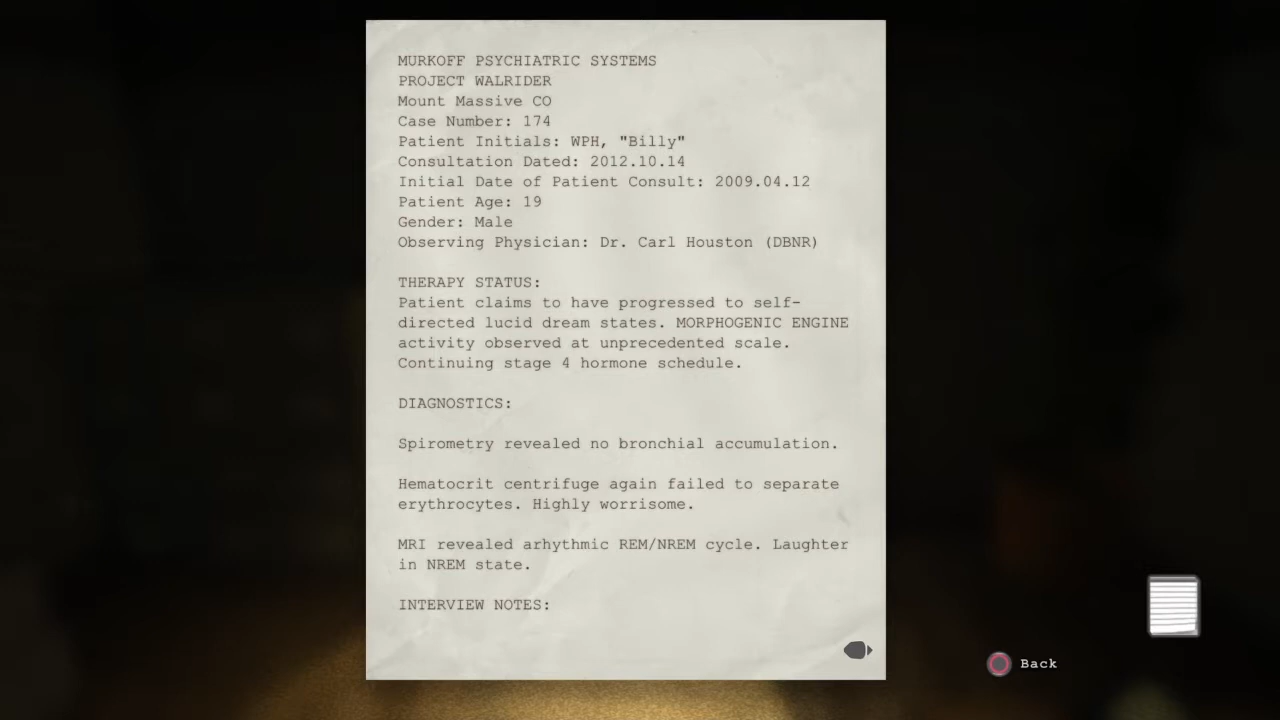 MURKOFF PSYCHIATRIC SYSTEMS
PROJECT WALRIDER
Mount Massive CO
Case Number: 174
Patient Initials: WPH, "Billy"
Consultation Dated: 2012.10.14
Initial Date of Patient Consult: 2009.04.12
Patient Age: 19
Gender: Male
Observing Physician: Dr. Carl Houston (DBNR)
THERAPY STATUS:
Patient claims to have progressed to self-
directed lucid dream states. MORPHOGENIC ENGINE
activity observed at unprecedented scale.
Continuing stage 4 hormone schedule.
DIAGNOSTICS:
Spirometry revealed no bronchial accumulation.
Hematocrit centrifuge again failed to separate
erythrocytes. Highly worrisome.
MRI revealed arhythmic REM/NREM cycle. Laughter
in NREM state.
INTERVIEW NOTES:
Back